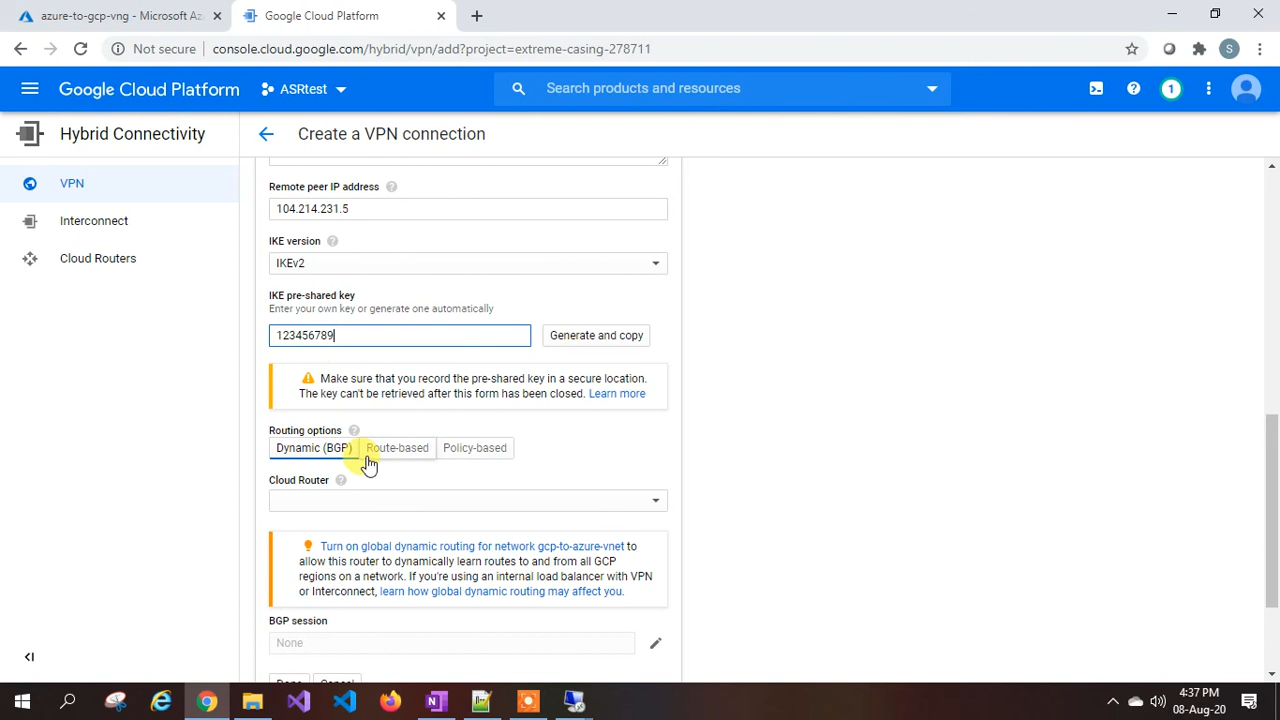 azure-to-gcp-vng - Microsoft Az
Google Cloud Platform
Not secure
console.cloud.google.com/hybrid/vpn/add?project=extreme-casing-278711
S
Google Cloud Platform
ASRtest
Search products and resources
1
Hybrid Connectivity
Create a VPN connection
VPN
Interconnect
Cloud Routers
Remote peer IP address
104.214.231.5
IKE version
IKEv2
IKE pre-shared key
Enter your own key or generate one automatically
123456789
Generate and copy
Make sure that you record the pre-shared key in a secure location.
The key can't be retrieved after this form has been closed. Learn more
Routing options
Dynamic (BGP)
Route-based
Policy-based
Cloud Router
Turn on global dynamic routing for network gcp-to-azure-vnet to
allow this router to dynamically learn routes to and from all GCP
regions on a network. If you're using an internal load balancer with VPN
or Interconnect, learn how global dynamic routing may affect you.
BGP session
None
4:37 PM
08-Aug-20